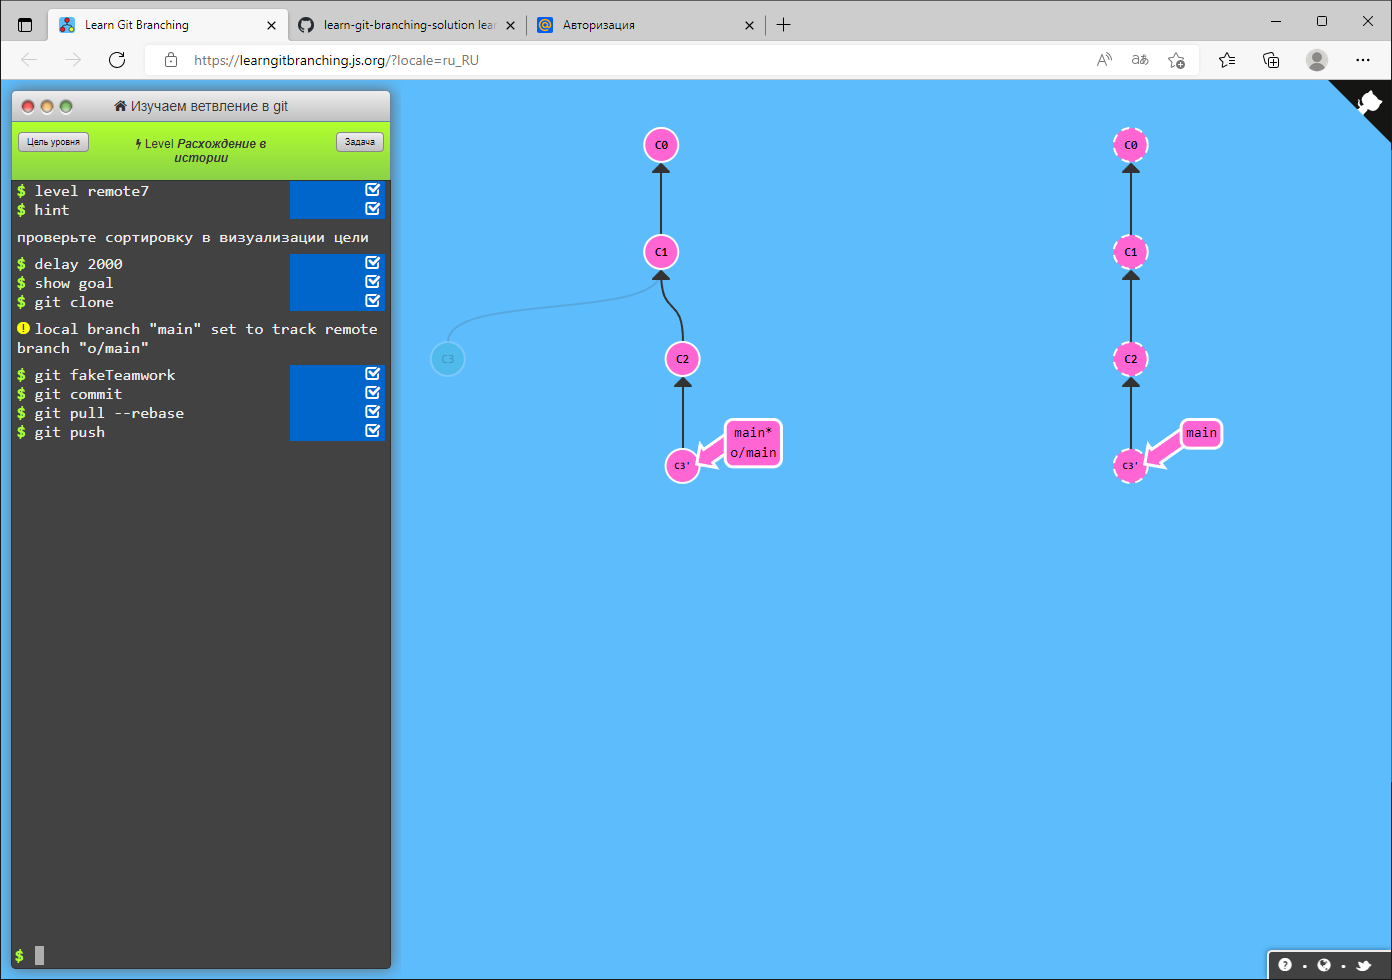 Learn Git Branching
learn-git-branching-solution lear
Авторизация
https://learngitbranching.js.org/?locale=ru_RU
Изучаем ветвление в git
Цель уровня
Level Расхождение в
истории
Задача
$ level remote7
$ hint
проверьте сортировку в визуализации цели
$ delay 2000
$ show goal
$ git clone
local branch "main" set to track remote
branch "o/main"
$ git fakeTeamwork
$ git commit
$ git pull --rebase
$ git push
$
C0
C1
C3
C2
main*
o/main
C3'
C0
C1
C2
main
C3'